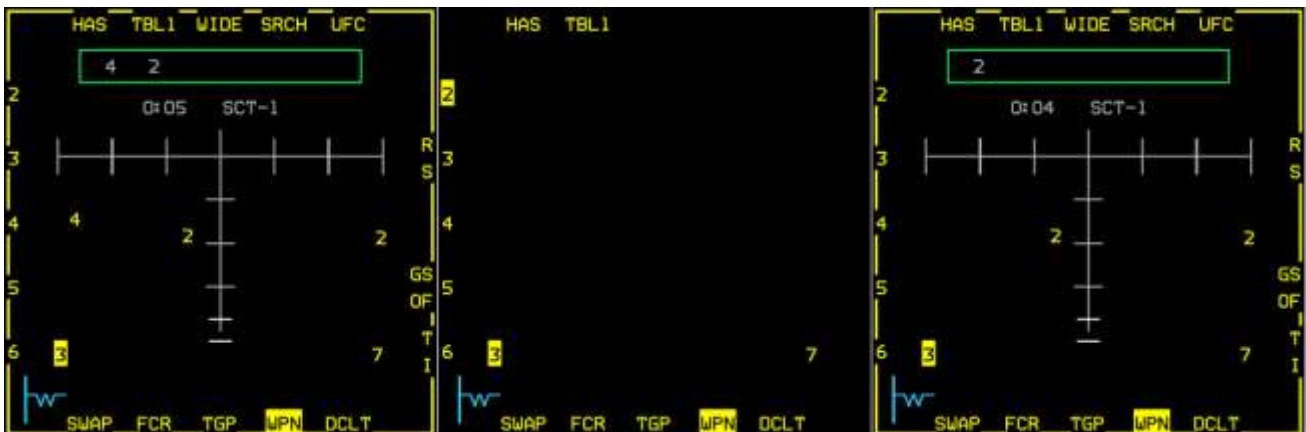 HAS TBL1 WIDE SRCH UFC
4 2
2
0:05 SCT-1
3
R
S
4
4
2
2
5
GS
OF
6
3
7
T
I
W
SWAP FCR TGP WPN DCLT
HAS TBL1
2
3
4
5
6
3
7
SWAP FCR TGP WPN DCLT
HAS TBL1 WIDE SRCH UFC
2
2
0:04 SCT-1
3
R
S
4
2
2
5
GS
OF
6
3
7
T
I
W
SWAP FCR TGP WPN DCLT